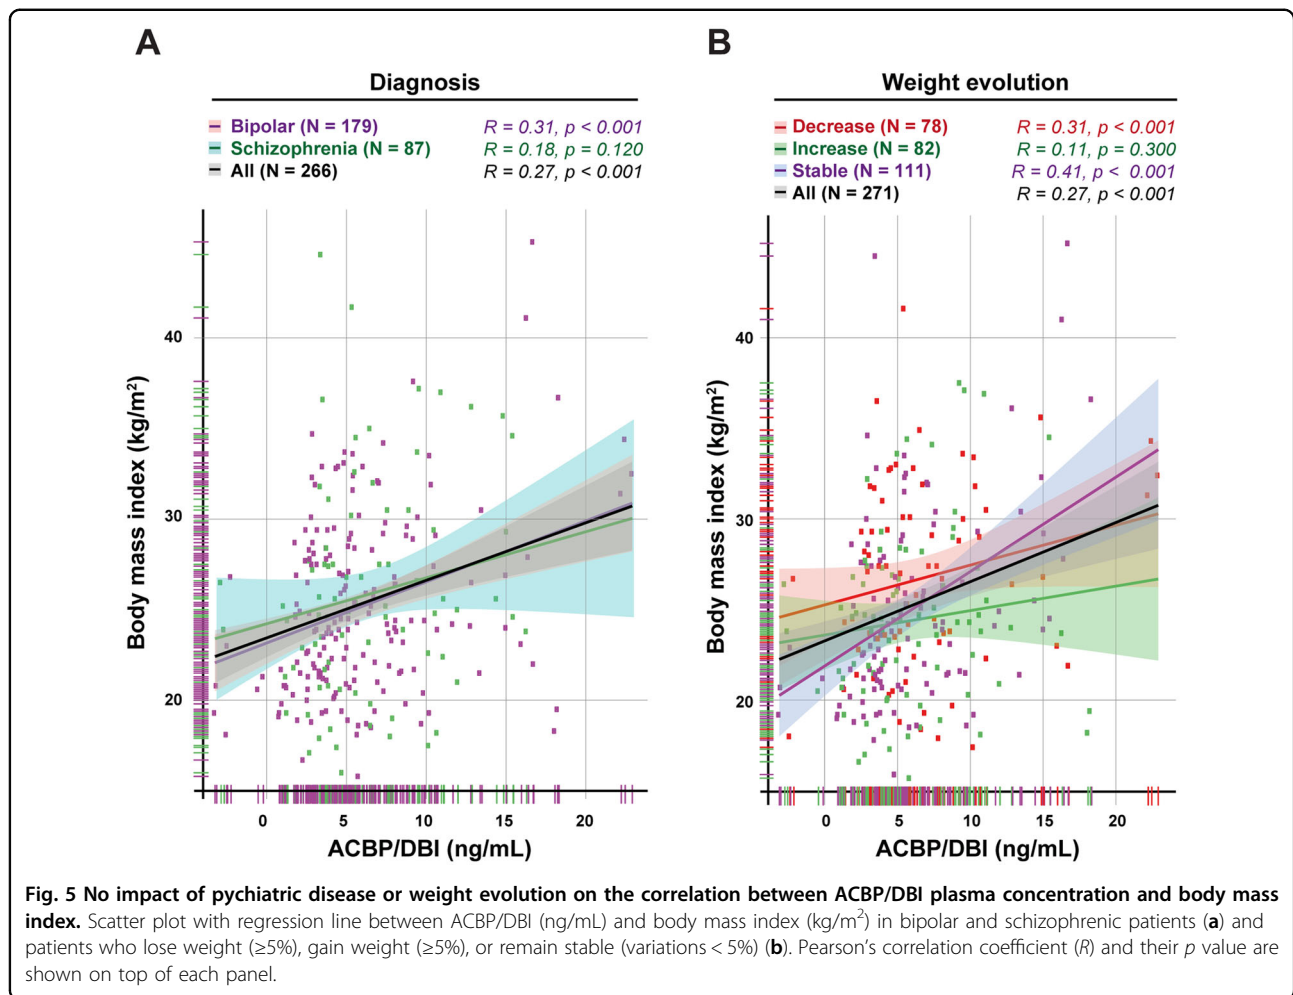 A
Diagnosis
Bipolar (N = 179) R = 0.31, p < 0.001
Schizophrenia (N = 87) R = 0.18, p = 0.120
All (N = 266) R = 0.27, p < 0.001
40
30
20
Body mass index (kg/m²)
0 5 10 15 20
ACBP/DBI (ng/mL)
B
Weight evolution
Decrease (N = 78) R = 0.31, p < 0.001
Increase (N = 82) R = 0.11, p = 0.300
Stable (N = 111) R = 0.41, p < 0.001
All (N = 271) R = 0.27, p < 0.001
40
30
20
Body mass index (kg/m²)
0 5 10 15 20
ACBP/DBI (ng/mL)
Fig. 5 No impact of pychiatric disease or weight evolution on the correlation between ACBP/DBI plasma concentration and body mass
index. Scatter plot with regression line between ACBP/DBI (ng/mL) and body mass index (kg/m²) in bipolar and schizophrenic patients (a) and
patients who lose weight (≥5%), gain weight (≥5%), or remain stable (variations < 5%) (b). Pearson's correlation coefficient (R) and their p value are
shown on top of each panel.